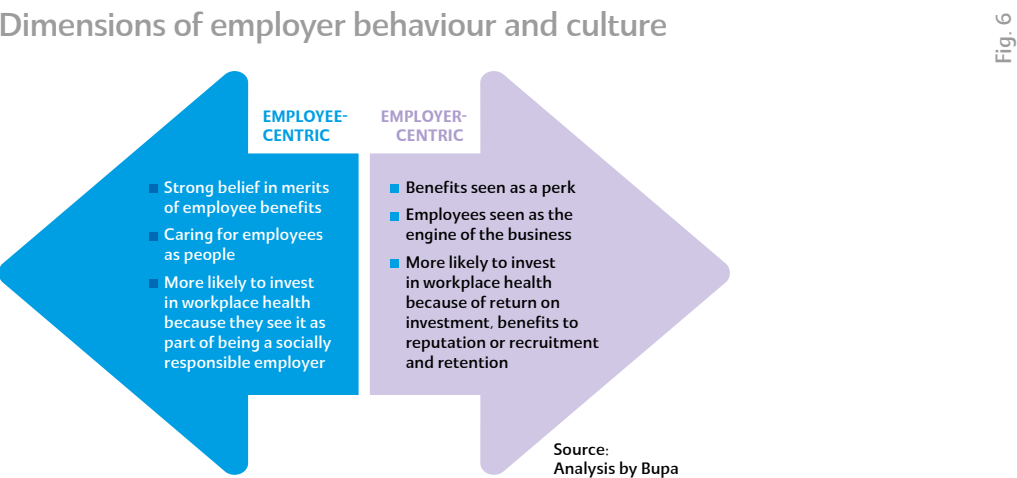 Dimensions of employer behaviour and culture
Fig. 6
EMPLOYEE-
CENTRIC
Strong belief in merits
of employee benefits
Caring for employees
as people
More likely to invest
in workplace health
because they see it as
part of being a socially
responsible employer
EMPLOYER-
CENTRIC
Benefits seen as a perk
Employees seen as the
engine of the business
More likely to invest
in workplace health
because of return on
investment, benefits to
reputation or recruitment
and retention
Source:
Analysis by Bupa